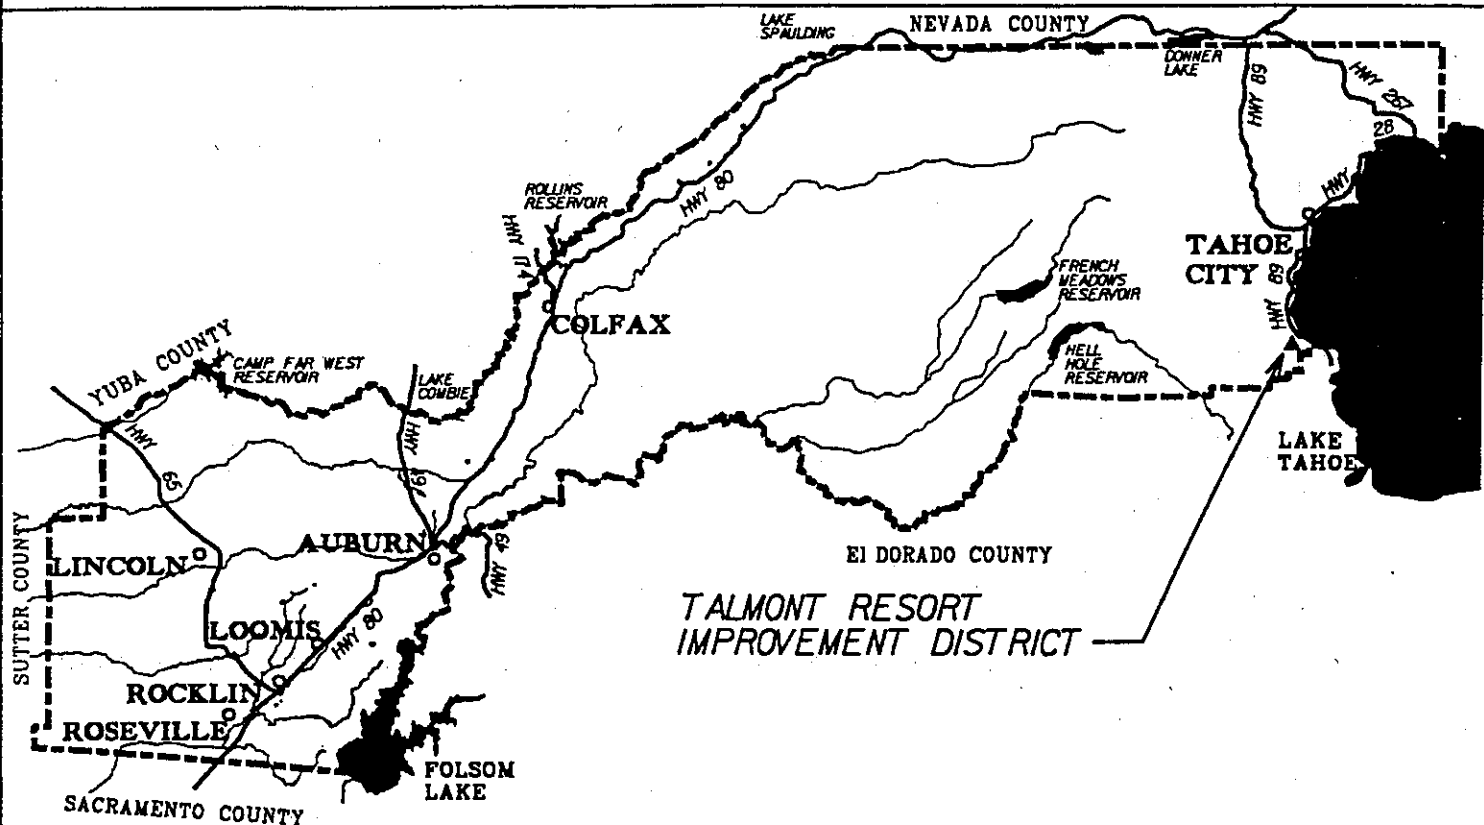 LAKE
SPAULDING
NEVADA COUNTY
DONNER
LAKE
HWY 89
HWY 267
28
HWY
ROLLINS
RESERVOIR
HWY 174
HWY 80
TAHOE
CITY
HWY 89
FRENCH
MEADOWS
RESERVOIR
COLFAX
YUBA COUNTY
CAMP FAR WEST
RESERVOIR
LAKE
COMBIE
HELL
HOLE
RESERVOIR
HWY 65
HWY 49
LAKE
TAHOE
SUTTER COUNTY
LINCOLN
AUBURN
HWY 49
El DORADO COUNTY
TALMONT RESORT
IMPROVEMENT DISTRICT
LOOMIS
HWY 80
ROCKLIN
ROSEVILLE
FOLSOM
LAKE
SACRAMENTO COUNTY